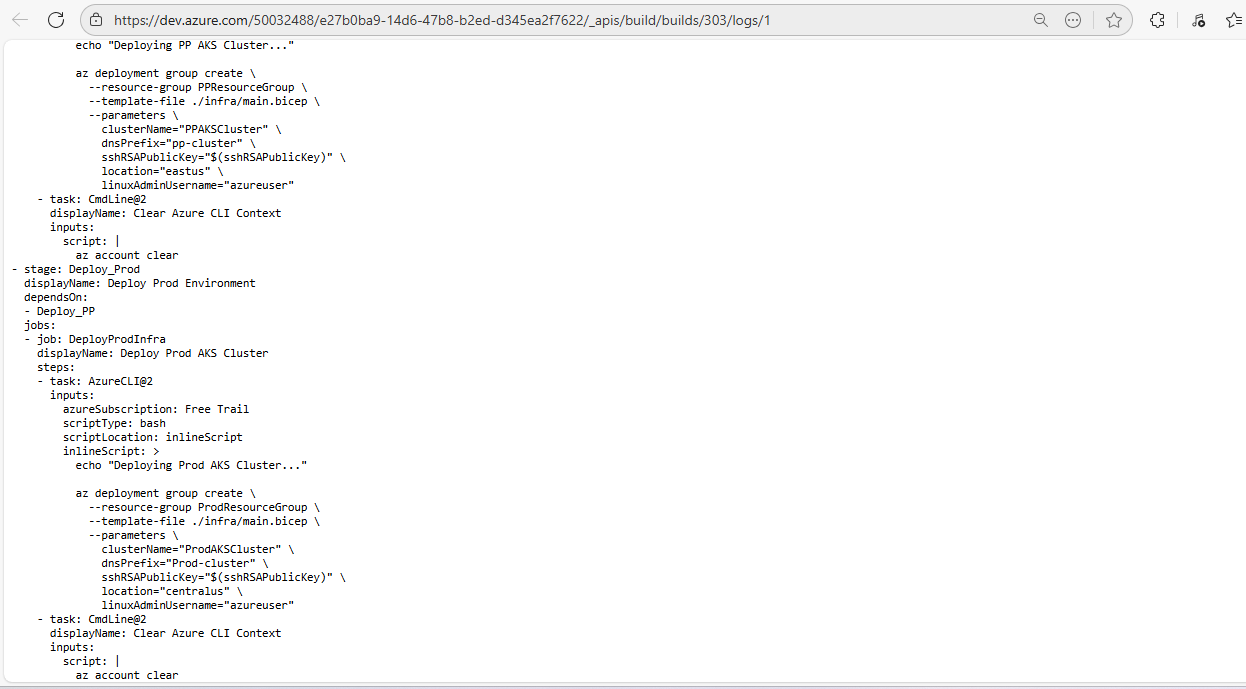 https://dev.azure.com/50032488/e27b0ba9-14d6-47b8-b2ed-d345ea2f7622/_apis/build/builds/303/logs/1
echo "Deploying PP AKS Cluster..."
az deployment group create \
--resource-group PPResourceGroup \
--template-file ./infra/main.bicep \
--parameters \
clusterName="PPAKSCluster" \
dnsPrefix="pp-cluster" \
sshRSAPublicKey="$(sshRSAPublicKey)" \
location="eastus" \
linuxAdminUsername="azureuser"
- task: CmdLine@2
displayName: Clear Azure CLI Context
inputs:
script: |
az account clear
- stage: Deploy_Prod
displayName: Deploy Prod Environment
dependsOn:
- Deploy_PP
jobs:
- job: DeployProdInfra
displayName: Deploy Prod AKS Cluster
steps:
- task: AzureCLI@2
inputs:
azureSubscription: Free Trail
scriptType: bash
scriptLocation: inlineScript
inlineScript: >
echo "Deploying Prod AKS Cluster..."
az deployment group create \
--resource-group ProdResourceGroup \
--template-file ./infra/main.bicep \
--parameters \
clusterName="ProdAKSCluster" \
dnsPrefix="Prod-cluster" \
sshRSAPublicKey="$(sshRSAPublicKey)" \
location="centralus" \
linuxAdminUsername="azureuser"
- task: CmdLine@2
displayName: Clear Azure CLI Context
inputs:
script: |
az account clear